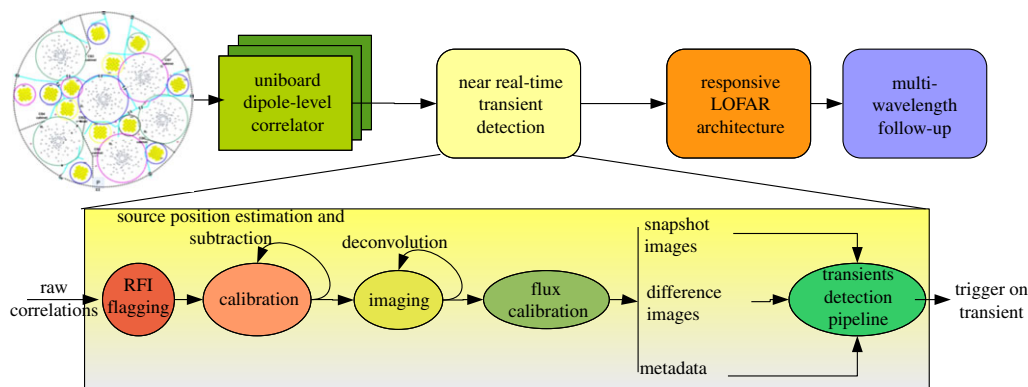 uniboard
dipole-level
correlator
near real-time
transient
detection
responsive
LOFAR
architecture
multi-
wavelength
follow-up
source position estimation and
subtraction
deconvolution
snapshot
images
raw
correlations
RFI
flagging
calibration
imaging
flux
calibration
difference
images
transients
detection
pipeline
trigger on
transient
metadata